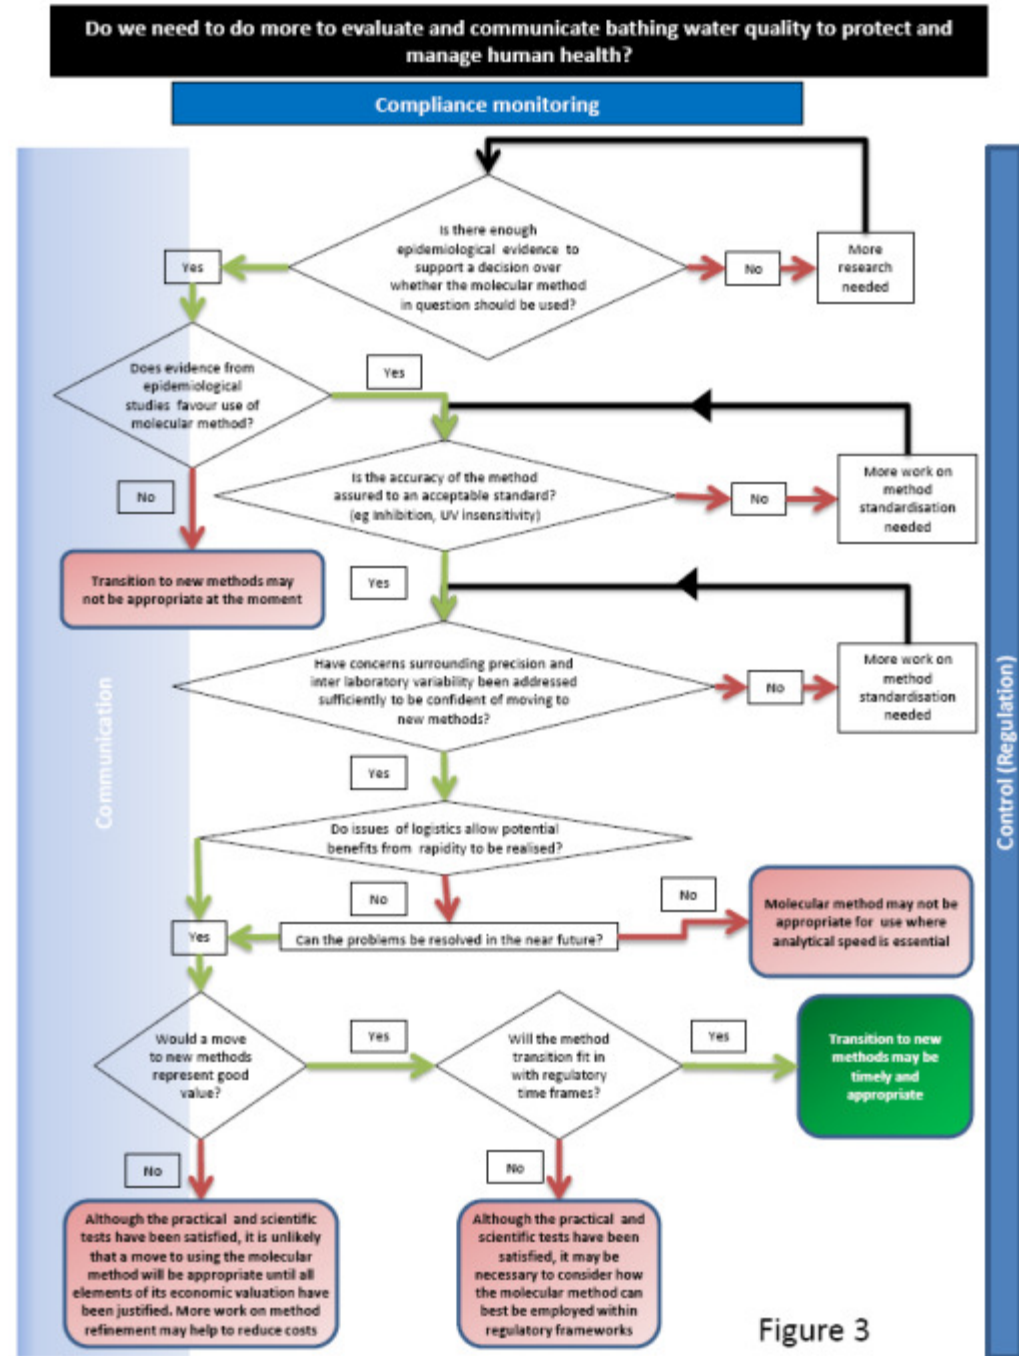 Do we need to do more to evaluate and communicate bathing water quality to protect and
manage human health?
Compliance monitoring
Is there enough
epidemiological evidence to
support a decision over
whether the molecular method
in question should be used?
Yes
No
More
research
needed
Does evidence from
epidemiological
studies favour use of
molecular method?
Yes
No
Transition to new methods may
not be appropriate at the moment
Is the accuracy of the method
assured to an acceptable standard?
(eg Inhibition, UV insensitivity)
No
More work on
method
standardisation
needed
Yes
Have concerns surrounding precision and
inter laboratory variability been addressed
sufficiently to be confident of moving to
new methods?
No
More work on
method
standardisation
needed
Yes
Do issues of logistics allow potential
benefits from rapidity to be realised?
No
Yes
Can the problems be resolved in the near future?
No
Molecular method may not be
appropriate for use where
analytical speed is essential
Would a move
to new methods
represent good
value?
Yes
Will the method
transition fit in
with regulatory
time frames?
Yes
Transition to new
methods may be
timely and
appropriate
No
Although the practical and scientific
tests have been satisfied, it is unlikely
that a move to using the molecular
method will be appropriate until all
elements of its economic valuation have
been justified. More work on method
refinement may help to reduce costs
No
Although the practical and
scientific tests have been
satisfied, it may be
necessary to consider how
the molecular method can
best be employed within
regulatory frameworks
Communication
Control (Regulation)
Figure 3